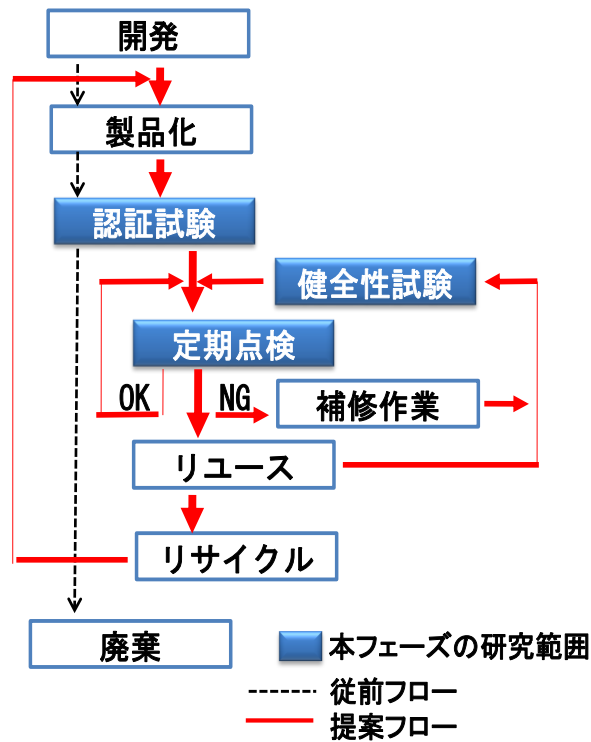 開発
製品化
認証試験
健全性試験
定期点検
OK
NG
補修作業
リユース
リサイクル
廃棄
本フェーズの研究範囲
従前フロー
提案フロー